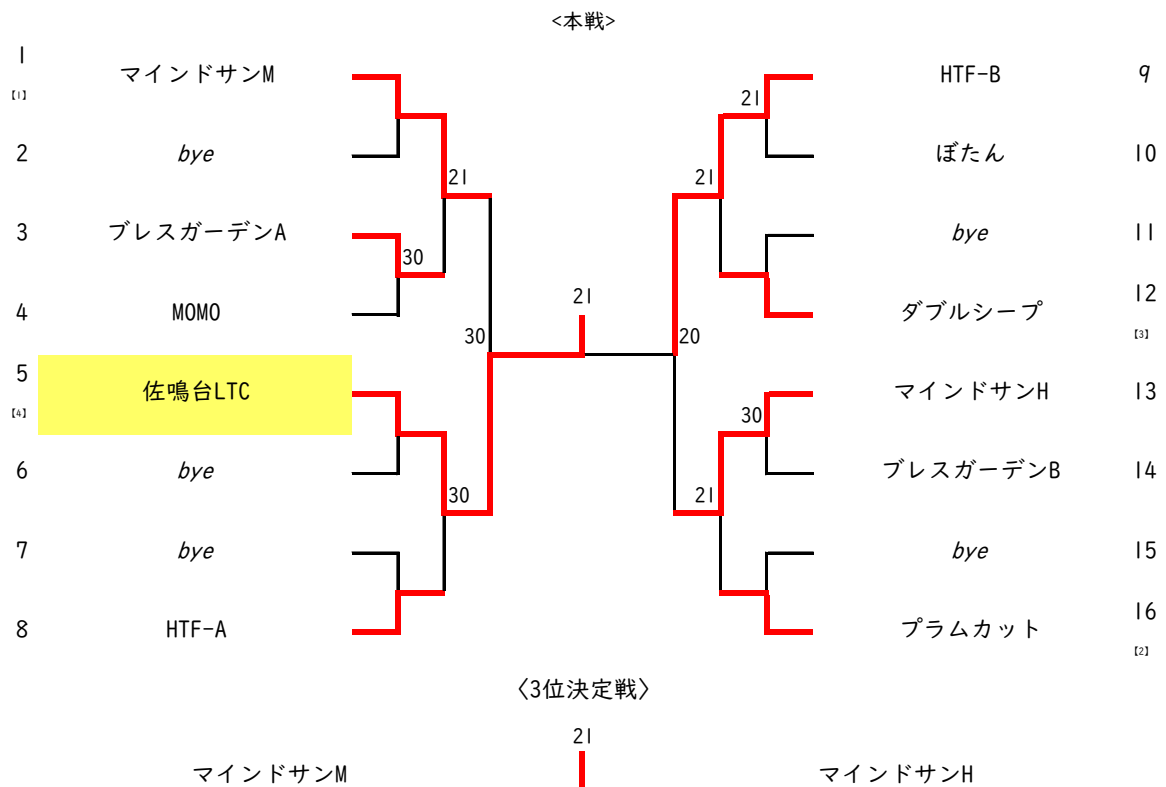 <本戦>
1 マインドサンM HTF-B 9
【1】
21
2 bye ぼたん 10
21 21
3 ブレスガーデンA bye 11
30
4 MOMO ダブルシープ 12
【3】
21
30 20
5 佐鳴台LTC マインドサンH 13
【4】
30
6 bye ブレスガーデンB 14
30 21
7 bye bye 15
8 HTF-A プラムカット 16
【2】
〈3位決定戦〉
21
マインドサンM マインドサンH